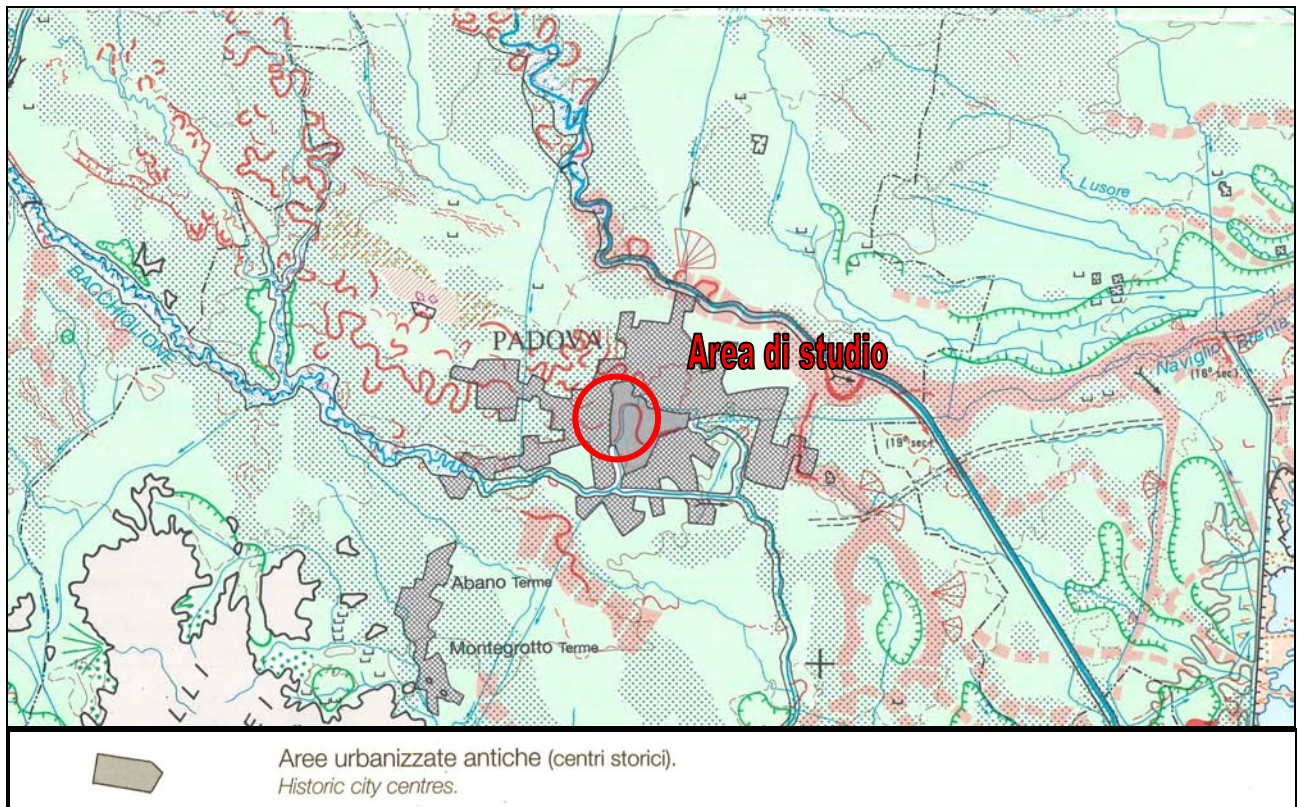 Lusore
BACCHIGLIONE
PADOVA
Area di studio
Naviglio Brenta
(16° sec)
(19° sec)
Abano Terme
Montegrotto Terme
Aree urbanizzate antiche (centri storici).
Historic city centres.